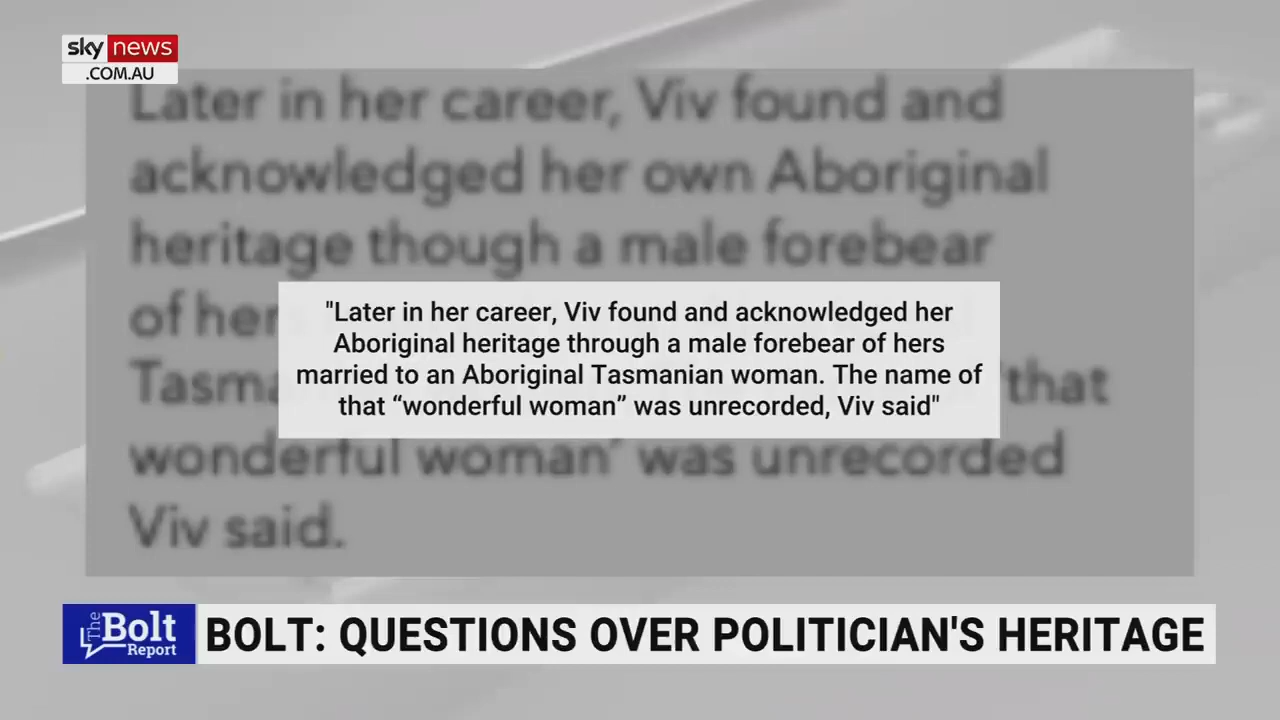 sky news
.COM.AU
Later in her career, Viv found and
acknowledged her own Aboriginal
heritage though a male forebear
of hers
Tasma 'that
wonderful woman' was unrecorded
Viv said.
"Later in her career, Viv found and acknowledged her
Aboriginal heritage through a male forebear of hers
married to an Aboriginal Tasmanian woman. The name of
that “wonderful woman” was unrecorded, Viv said"
The Bolt Report
BOLT: QUESTIONS OVER POLITICIAN'S HERITAGE